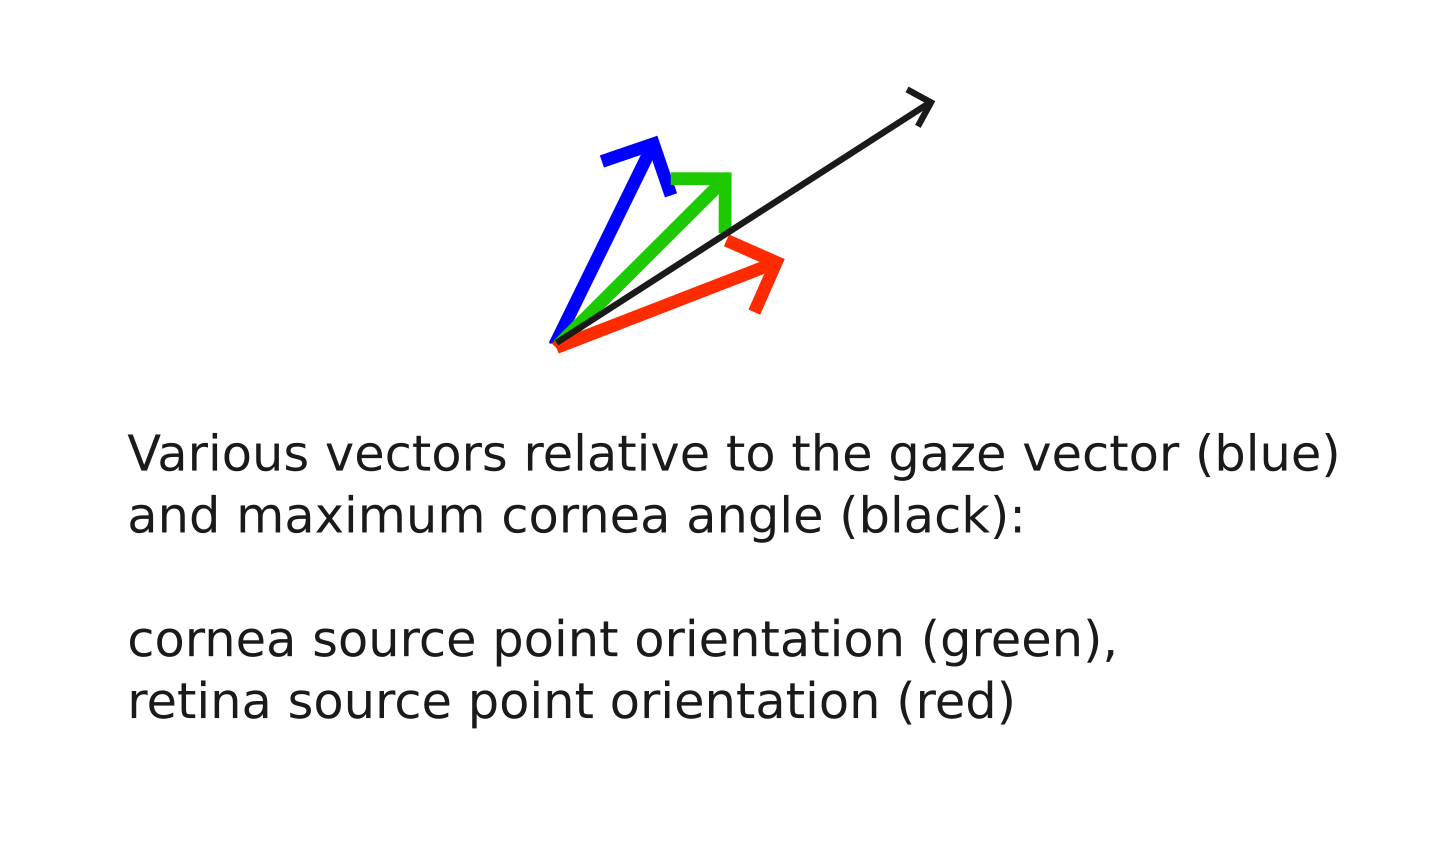 Various vectors relative to the gaze vector (blue)
and maximum cornea angle (black):
cornea source point orientation (green),
retina source point orientation (red)